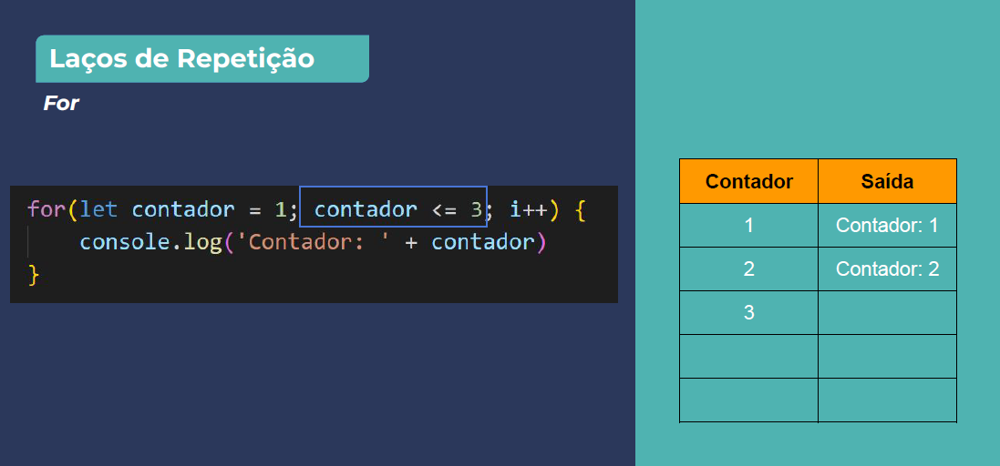 Laços de Repetição
For
for(let contador = 1; contador <= 3; i++) {
    console.log('Contador: ' + contador)
}
Contador Saída
1 Contador: 1
2 Contador: 2
3